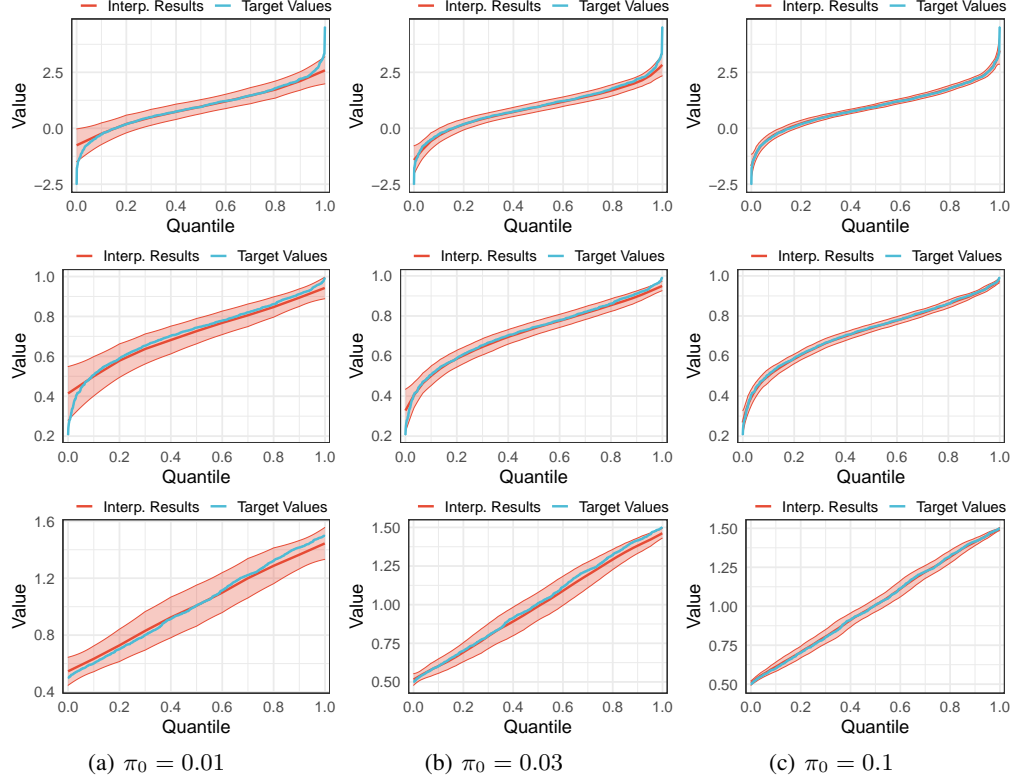 Interp. Results Target Values Interp. Results Target Values Interp. Results Target Values
Value 2.5 0.0 −2.5 Value 2.5 0.0 −2.5 Value 2.5 0.0 −2.5
0.0 0.2 0.4 0.6 0.8 1.0 0.0 0.2 0.4 0.6 0.8 1.0 0.0 0.2 0.4 0.6 0.8 1.0
Quantile Quantile Quantile
Interp. Results Target Values Interp. Results Target Values Interp. Results Target Values
Value 1.0 0.8 0.6 0.4 0.2 Value 1.0 0.8 0.6 0.4 0.2 Value 1.0 0.8 0.6 0.4 0.2
0.0 0.2 0.4 0.6 0.8 1.0 0.0 0.2 0.4 0.6 0.8 1.0 0.0 0.2 0.4 0.6 0.8 1.0
Quantile Quantile Quantile
Interp. Results Target Values Interp. Results Target Values Interp. Results Target Values
Value 1.6 1.2 0.8 0.4 Value 1.50 1.25 1.00 0.75 0.50 Value 1.50 1.25 1.00 0.75 0.50
0.0 0.2 0.4 0.6 0.8 1.0 0.0 0.2 0.4 0.6 0.8 1.0 0.0 0.2 0.4 0.6 0.8 1.0
Quantile Quantile Quantile
(a) π₀ = 0.01 (b) π₀ = 0.03 (c) π₀ = 0.1